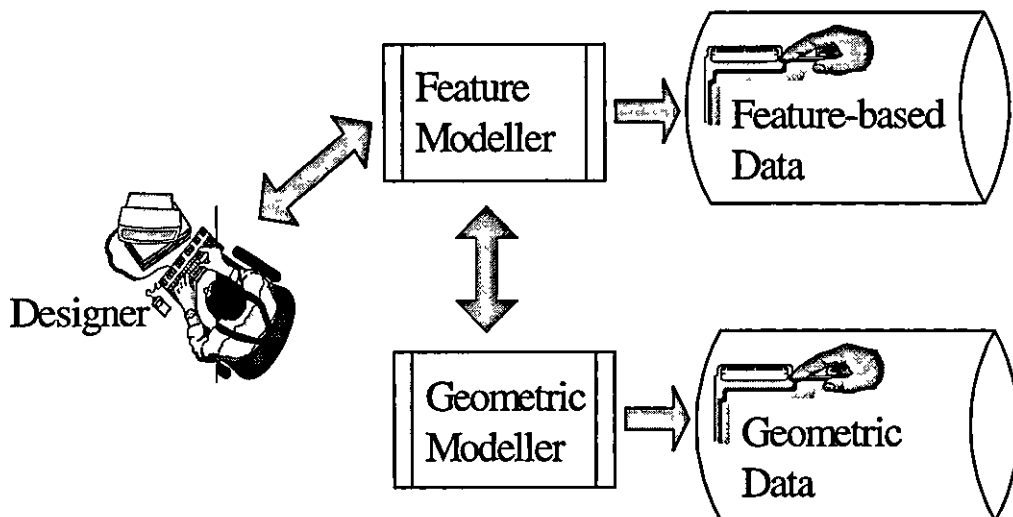 Feature
Modeller
Feature-based
Data
Designer
Geometric
Modeller
Geometric
Data